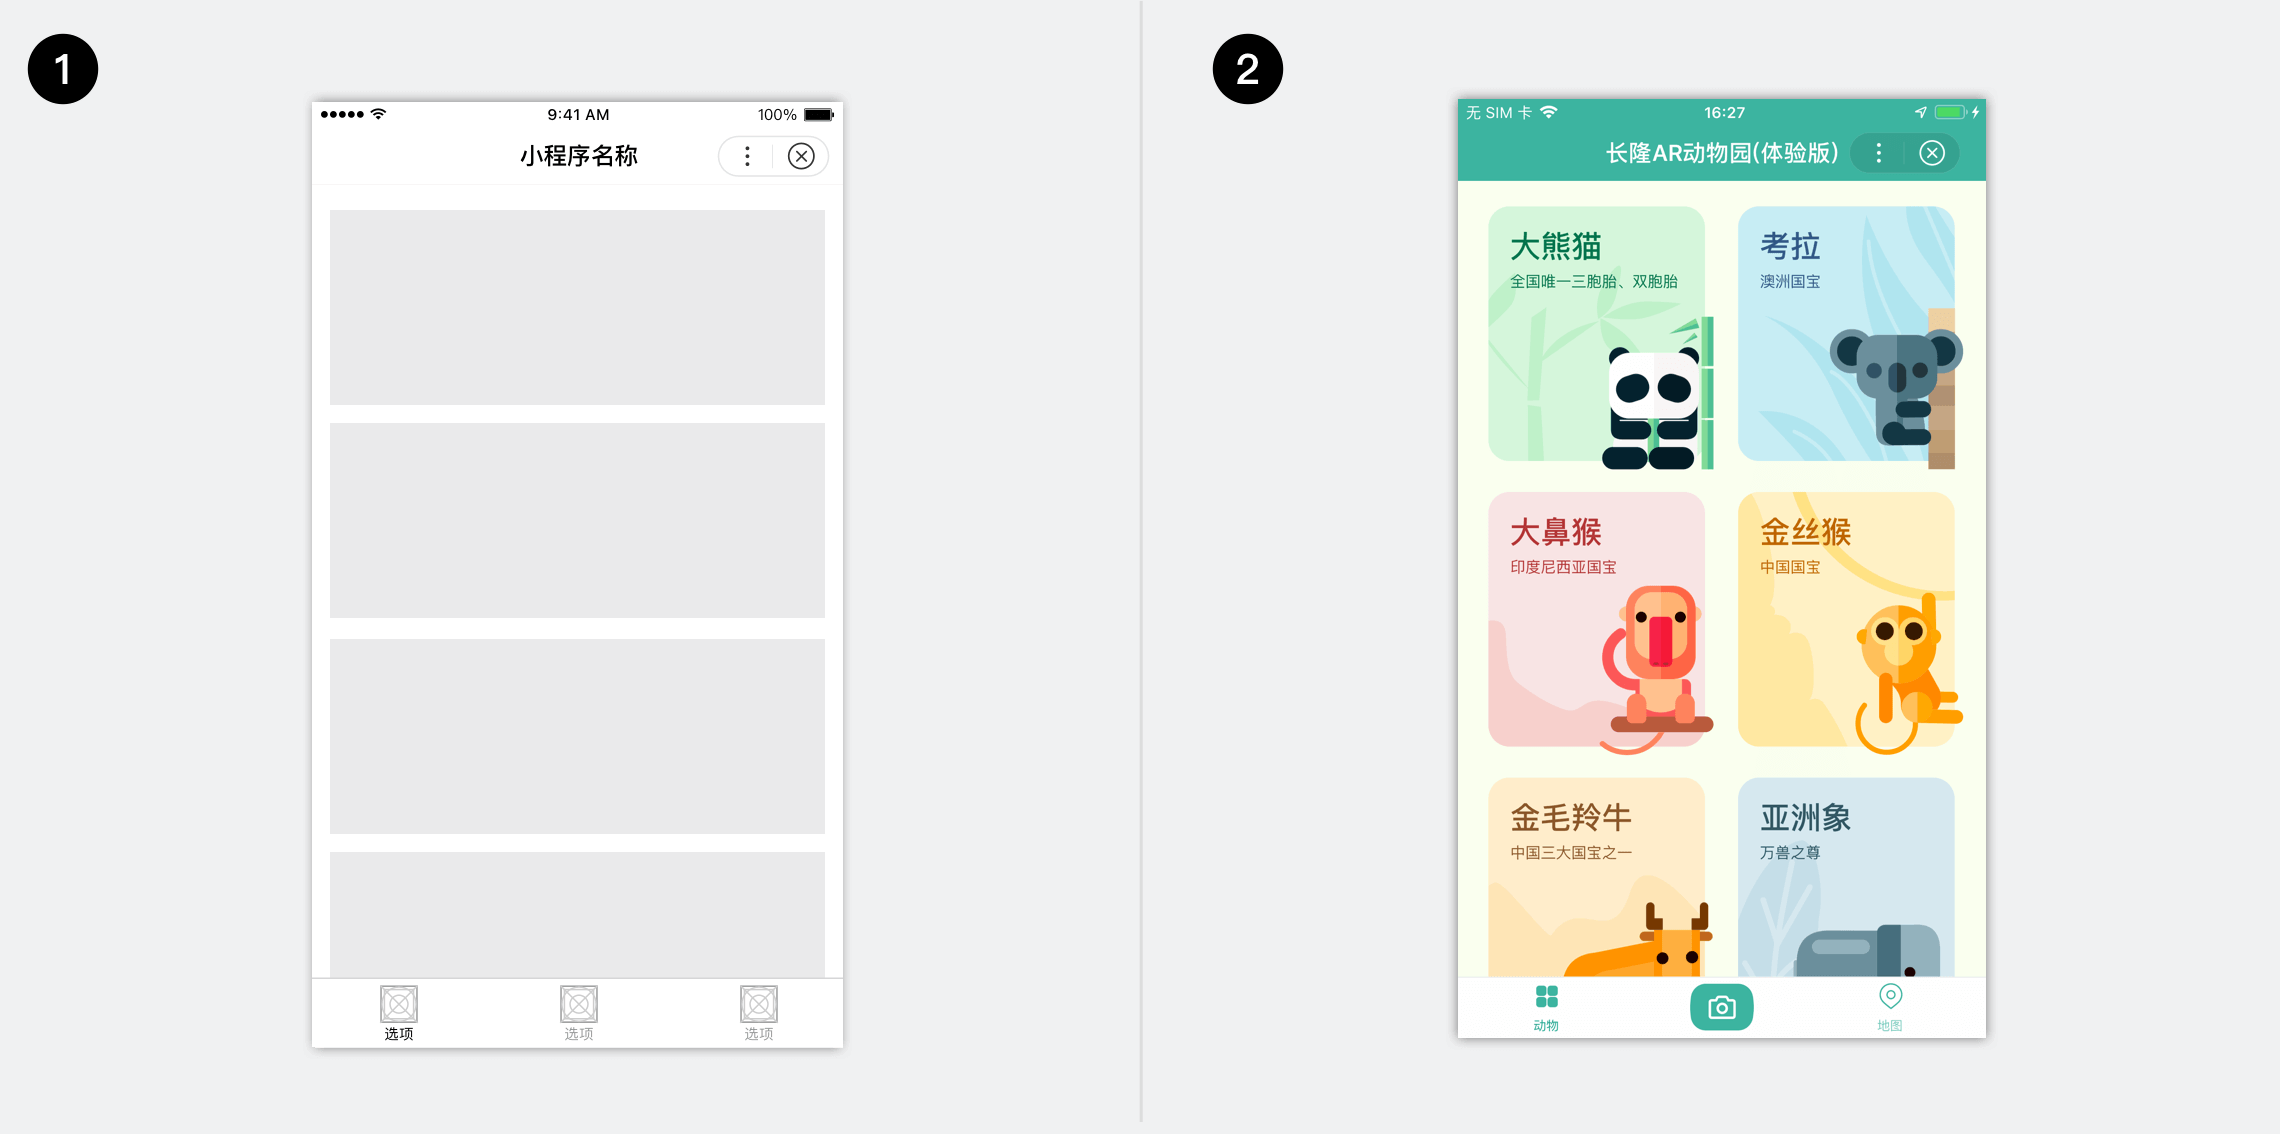 1
9:41 AM
100%
小程序名称
选项
选项
选项
2
无 SIM 卡
16:27
长隆AR动物园(体验版)
大熊猫
全国唯一三胞胎、双胞胎
考拉
澳洲国宝
大鼻猴
印度尼西亚国宝
金丝猴
中国国宝
金毛羚牛
中国三大国宝之一
亚洲象
万兽之尊
动物
地图